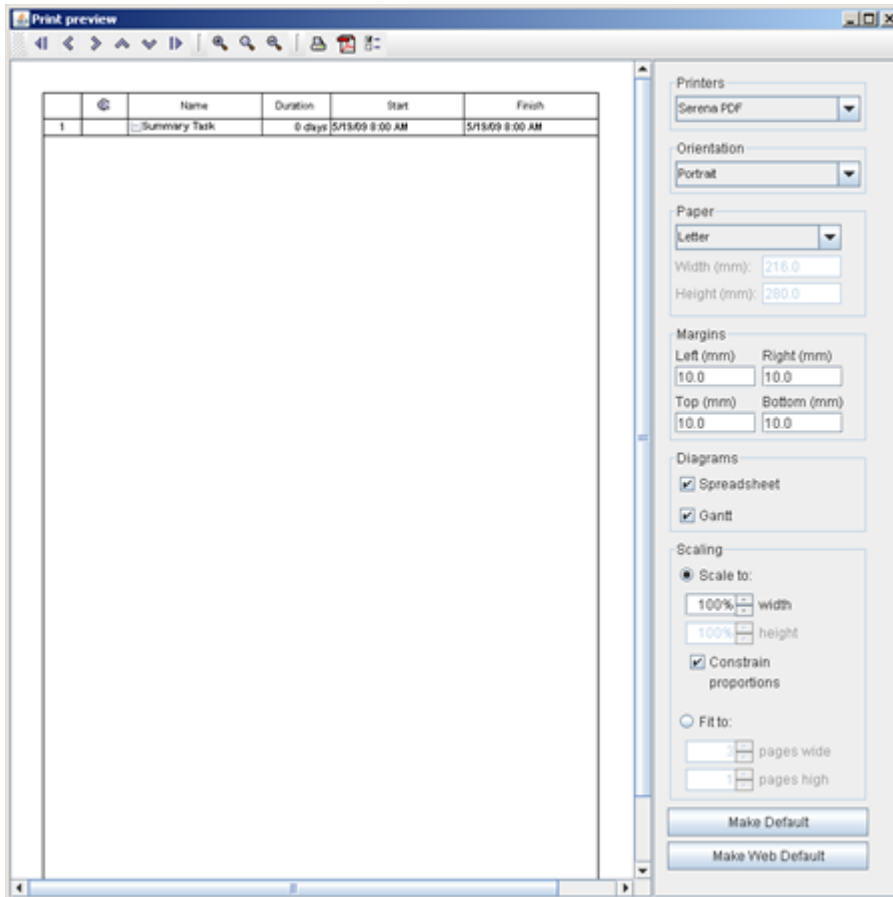 Print preview
Name Duration Start Finish
1 Summary Task 0 days 5/19/09 8:00 AM 5/19/09 8:00 AM
Printers
Serena PDF
Orientation
Portrait
Paper
Letter
Width (mm): 216.0
Height (mm): 280.0
Margins
Left (mm) Right (mm)
10.0 10.0
Top (mm) Bottom (mm)
10.0 10.0
Diagrams
Spreadsheet
Gantt
Scaling
Scale to:
100% width
100% height
Constrain
proportions
Fit to:
3 pages wide
1 pages high
Make Default
Make Web Default